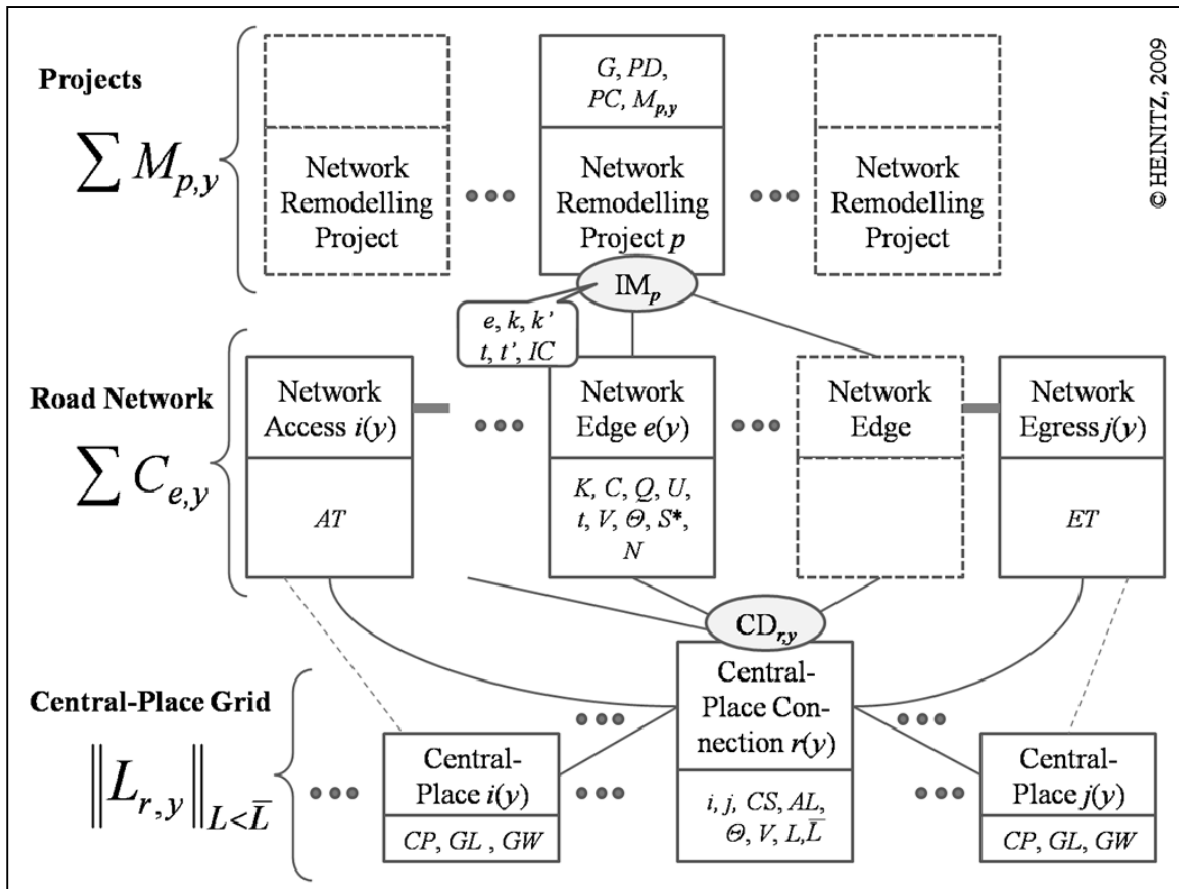 © HEINITZ, 2009
Projects
∑ M_{p,y}
G, PD,
PC, M_{p,y}
Network
Remodelling
Project
Network
Remodelling
Project p
Network
Remodelling
Project
IM_p
e, k, k’
t, t’, IC
Road Network
∑ C_{e,y}
Network
Access i(y)
AT
Network
Edge e(y)
K, C, Q, U,
t, V, Θ, S*,
N
Network
Edge
Network
Egress j(y)
ET
CD_{r,y}
Central-Place Grid
‖L_{r,y}‖_{L<L̅}
Central-
Place i(y)
CP, GL , GW
Central-
Place Con-
nection r(y)
i, j, CS, AL,
Θ, V, L,L̅
Central-
Place j(y)
CP, GL, GW